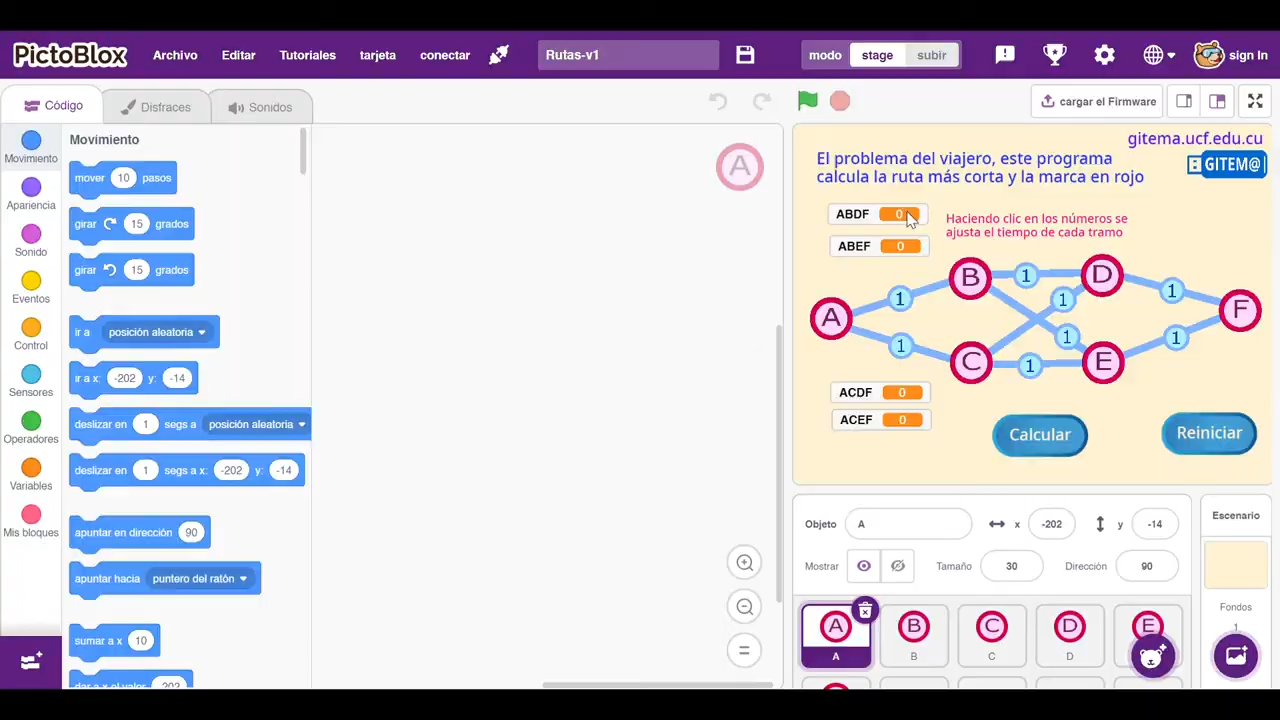 PictoBlox
Archivo
Editar
Tutoriales
tarjeta
conectar
Rutas-v1
modo
stage
subir
sign In
Código
Disfraces
Sonidos
cargar el Firmware
Movimiento
Apariencia
Sonido
Eventos
Control
Sensores
Operadores
Variables
Mis bloques
Movimiento
mover 10 pasos
girar 15 grados
girar 15 grados
ir a posición aleatoria
ir a x: -202 y: -14
deslizar en 1 segs a posición aleatoria
deslizar en 1 segs a x: -202 y: -14
apuntar en dirección 90
apuntar hacia puntero del ratón
sumar a x 10
dar a x el valor -202
A
gitema.ucf.edu.cu
GITEM@
El problema del viajero, este programa
calcula la ruta más corta y la marca en rojo
ABDF 0
ABEF 0
Haciendo clic en los números se
ajusta el tiempo de cada tramo
B 1 D
1 1 1
A F
1 1 1
C 1 E
ACDF 0
ACEF 0
Calcular
Reiniciar
Objeto A x -202 y -14
Mostrar Tamaño 30 Dirección 90
A B C D E
A B C D
Escenario
Fondos
1